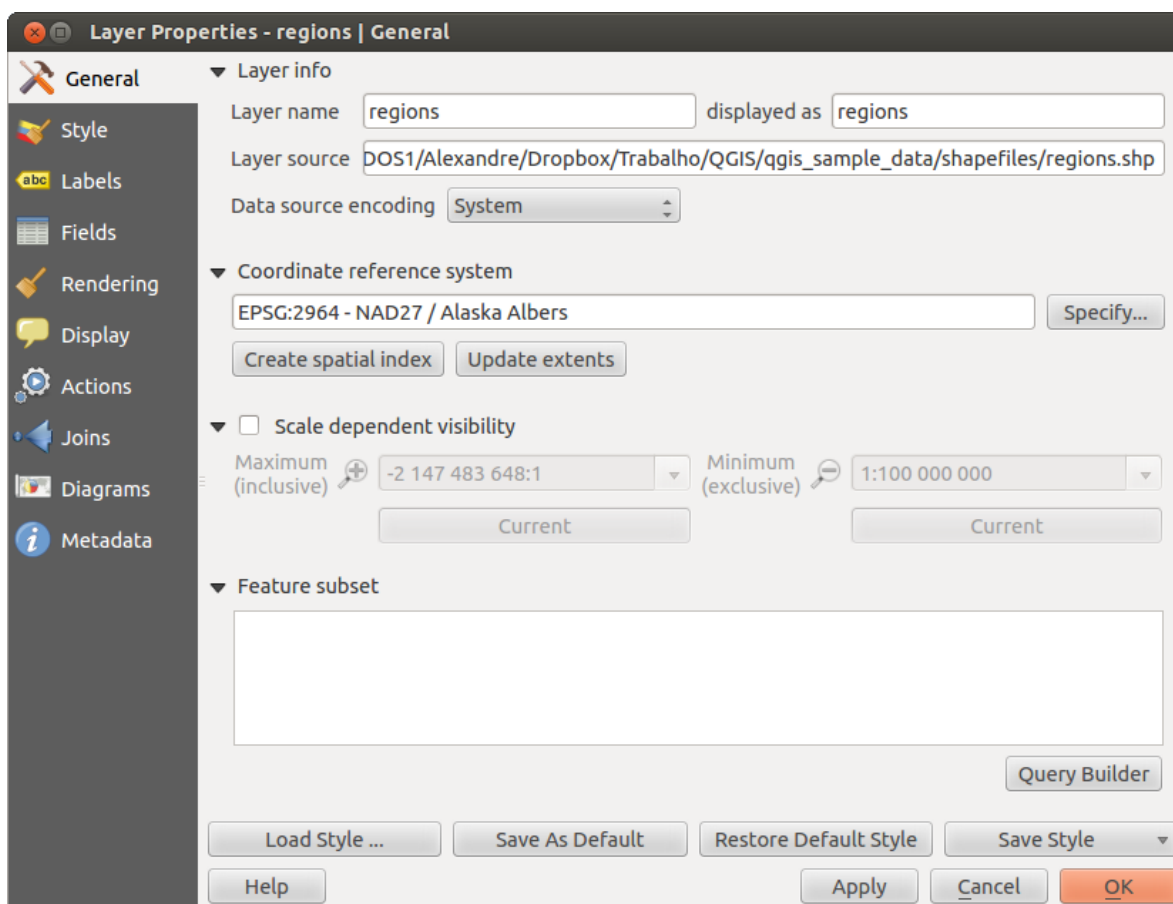 Layer Properties - regions | General
General
Style
abc Labels
Fields
Rendering
Display
Actions
Joins
Diagrams
i Metadata
Layer info
Layer name regions displayed as regions
Layer source DOS1/Alexandre/Dropbox/Trabalho/QGIS/qgis_sample_data/shapefiles/regions.shp
Data source encoding System
Coordinate reference system
EPSG:2964 - NAD27 / Alaska Albers Specify...
Create spatial index Update extents
Scale dependent visibility
Maximum (inclusive) -2 147 483 648:1 Minimum (exclusive) 1:100 000 000
Current Current
Feature subset
Query Builder
Load Style ... Save As Default Restore Default Style Save Style
Help Apply Cancel OK